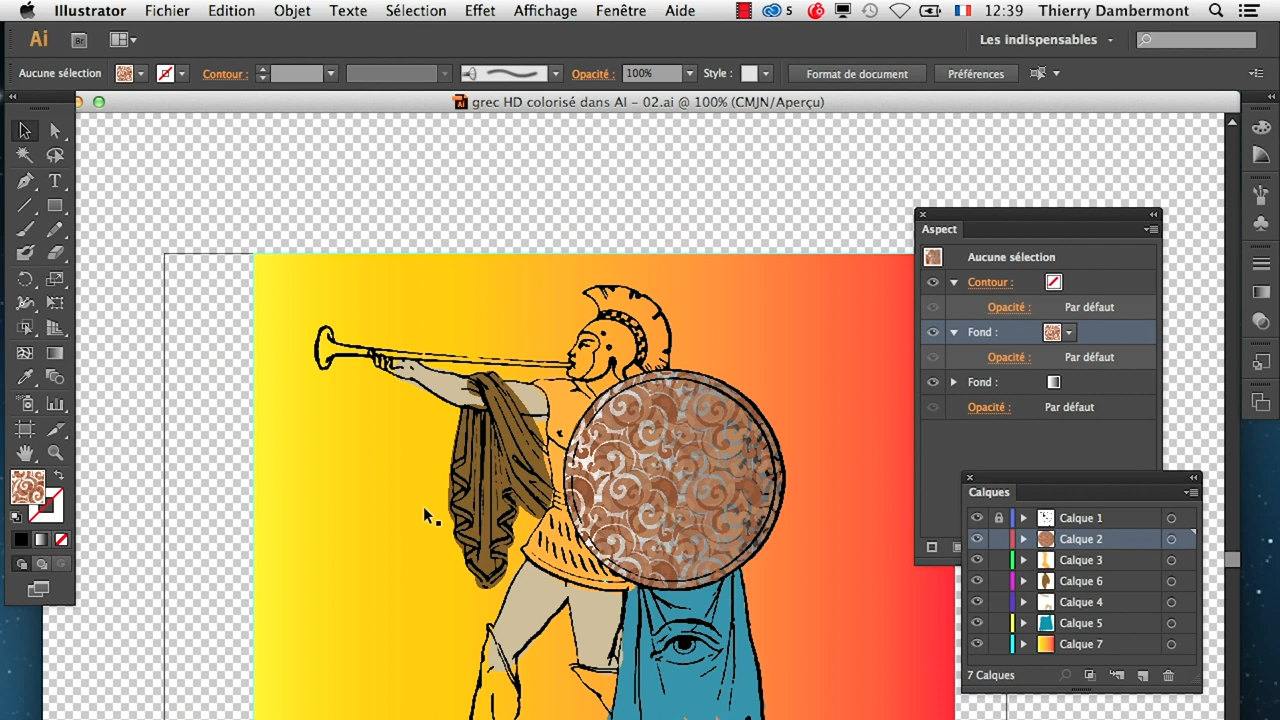 Illustrator Fichier Edition Objet Texte Sélection Effet Affichage Fenêtre Aide 5 12:39 Thierry Dambermont
Ai Br Les indispensables
Aucune sélection Contour : Opacité : 100% Style : Format de document Préférences
grec HD colorisé dans AI - 02.ai @ 100% (CMJN/Aperçu)
Aspect
Aucune sélection
Contour :
Opacité : Par défaut
Fond :
Opacité : Par défaut
Fond :
Opacité : Par défaut
Calques
Calque 1
Calque 2
Calque 3
Calque 6
Calque 4
Calque 5
Calque 7
7 Calques